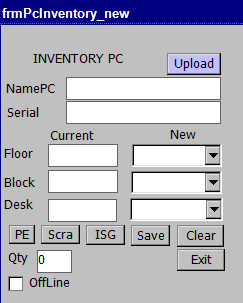 frmPcInventory_new
INVENTORY PC
Upload
NamePC
Serial
Current New
Floor
Block
Desk
PE Scra ISG Save Clear
Qty 0 Exit
OffLine